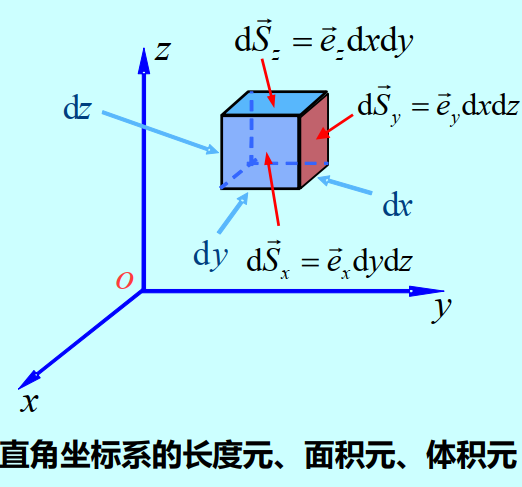 z
dS⃗_z = e⃗_z dxdy
dz
dS⃗_y = e⃗_y dxdz
dx
dy
dS⃗_x = e⃗_x dydz
o
y
x
直角坐标系的长度元、面积元、体积元